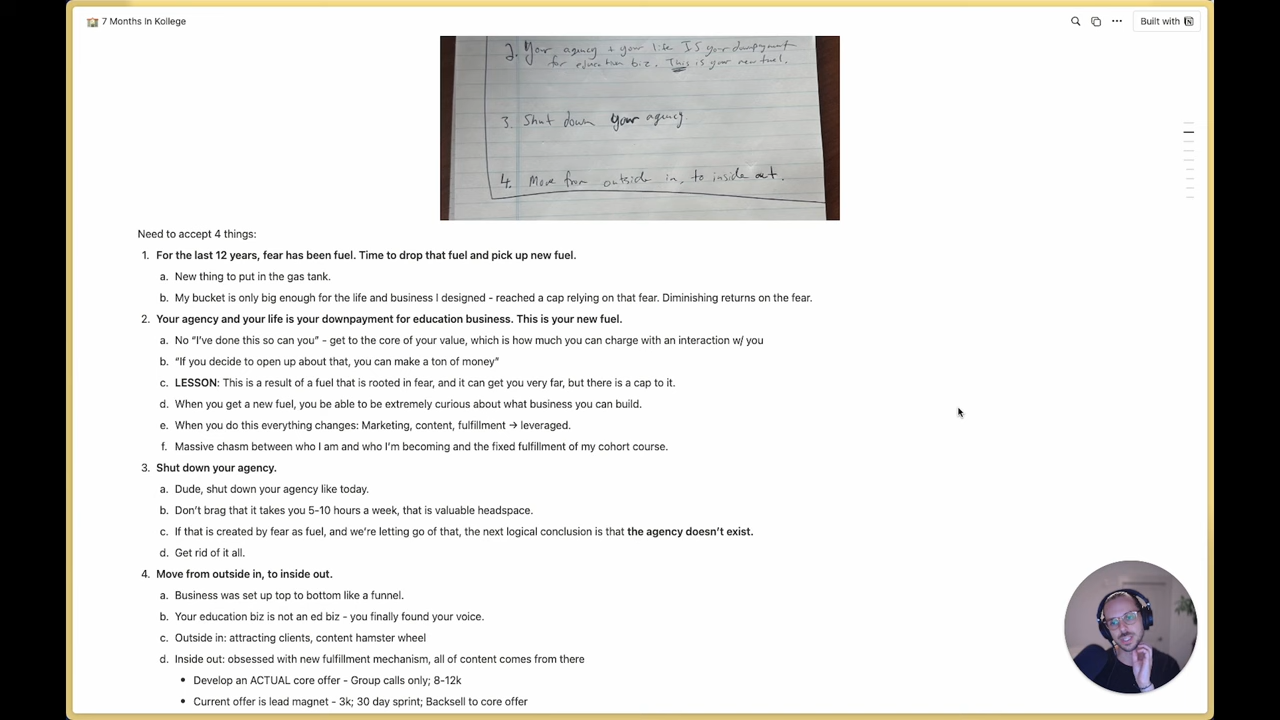 7 Months In Kollege
Built with
2. Your agency + your life IS your downpayment
for education biz. This is your new fuel.
3. Shut down your agency.
4. Move from outside in, to inside out.
Need to accept 4 things:
1. For the last 12 years, fear has been fuel. Time to drop that fuel and pick up new fuel.
a. New thing to put in the gas tank.
b. My bucket is only big enough for the life and business I designed - reached a cap relying on that fear. Diminishing returns on the fear.
2. Your agency and your life is your downpayment for education business. This is your new fuel.
a. No “I’ve done this so can you” - get to the core of your value, which is how much you can charge with an interaction w/ you
b. “If you decide to open up about that, you can make a ton of money”
c. LESSON: This is a result of a fuel that is rooted in fear, and it can get you very far, but there is a cap to it.
d. When you get a new fuel, you be able to be extremely curious about what business you can build.
e. When you do this everything changes: Marketing, content, fulfillment → leveraged.
f. Massive chasm between who I am and who I’m becoming and the fixed fulfillment of my cohort course.
3. Shut down your agency.
a. Dude, shut down your agency like today.
b. Don’t brag that it takes you 5-10 hours a week, that is valuable headspace.
c. If that is created by fear as fuel, and we’re letting go of that, the next logical conclusion is that the agency doesn’t exist.
d. Get rid of it all.
4. Move from outside in, to inside out.
a. Business was set up top to bottom like a funnel.
b. Your education biz is not an ed biz - you finally found your voice.
c. Outside in: attracting clients, content hamster wheel
d. Inside out: obsessed with new fulfillment mechanism, all of content comes from there
• Develop an ACTUAL core offer - Group calls only; 8-12k
• Current offer is lead magnet - 3k; 30 day sprint; Backsell to core offer